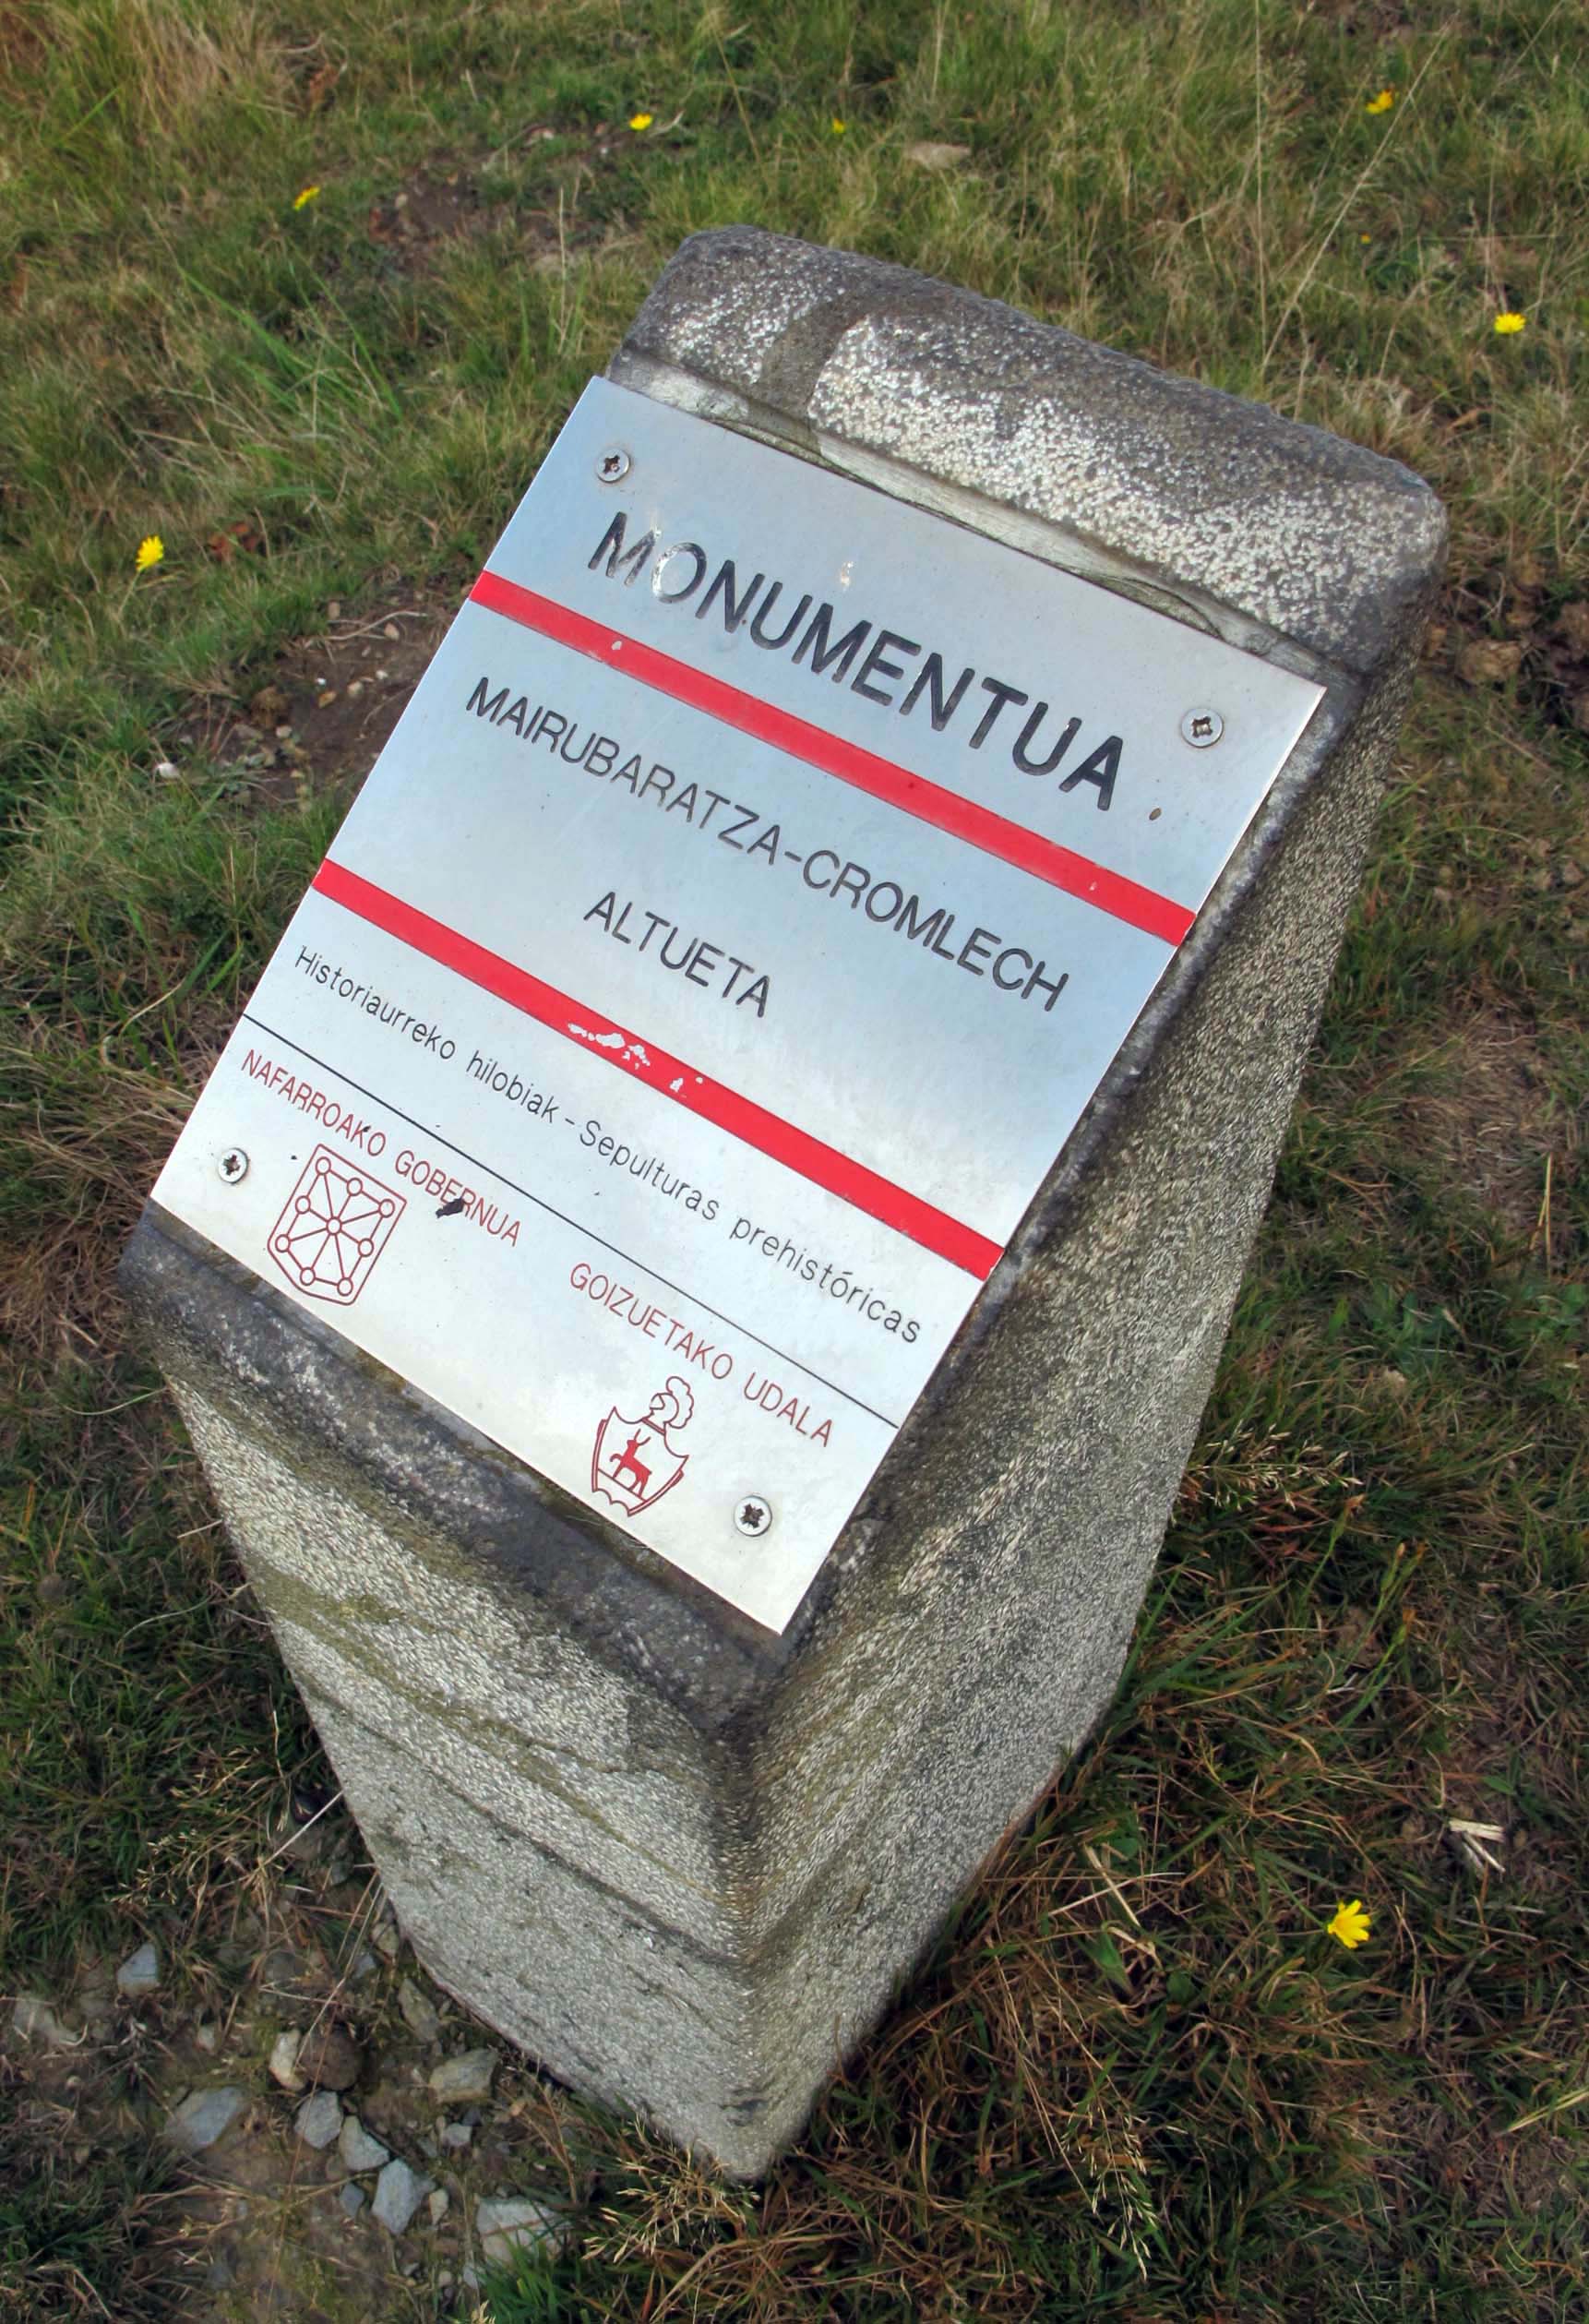 MONUMENTUA
MAIRUBARATZA-CROMLECH
ALTUETA
Historiaurreko hilobiak - Sepulturas prehistóricas
NAFARROAKO GOBERNUA
GOIZUETAKO UDALA